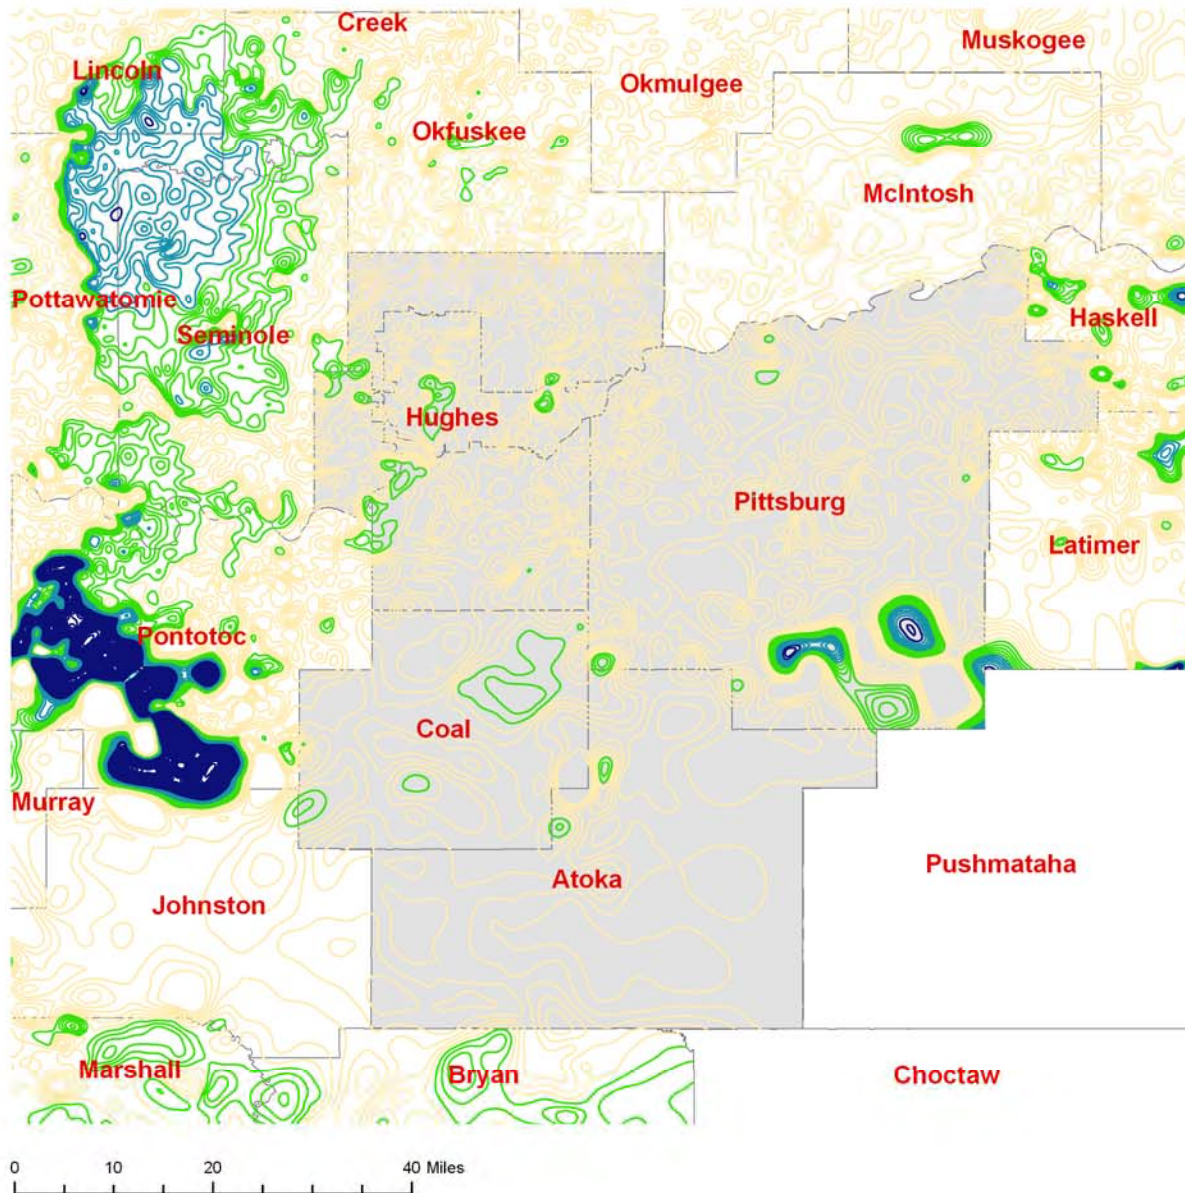 Creek
Muskogee
Lincoln
Okmulgee
Okfuskee
McIntosh
Pottawatomie
Haskell
Seminole
Hughes
Pittsburg
Latimer
Pontotoc
Coal
Murray
Pushmataha
Atoka
Johnston
Marshall
Bryan
Choctaw
0 10 20 40 Miles